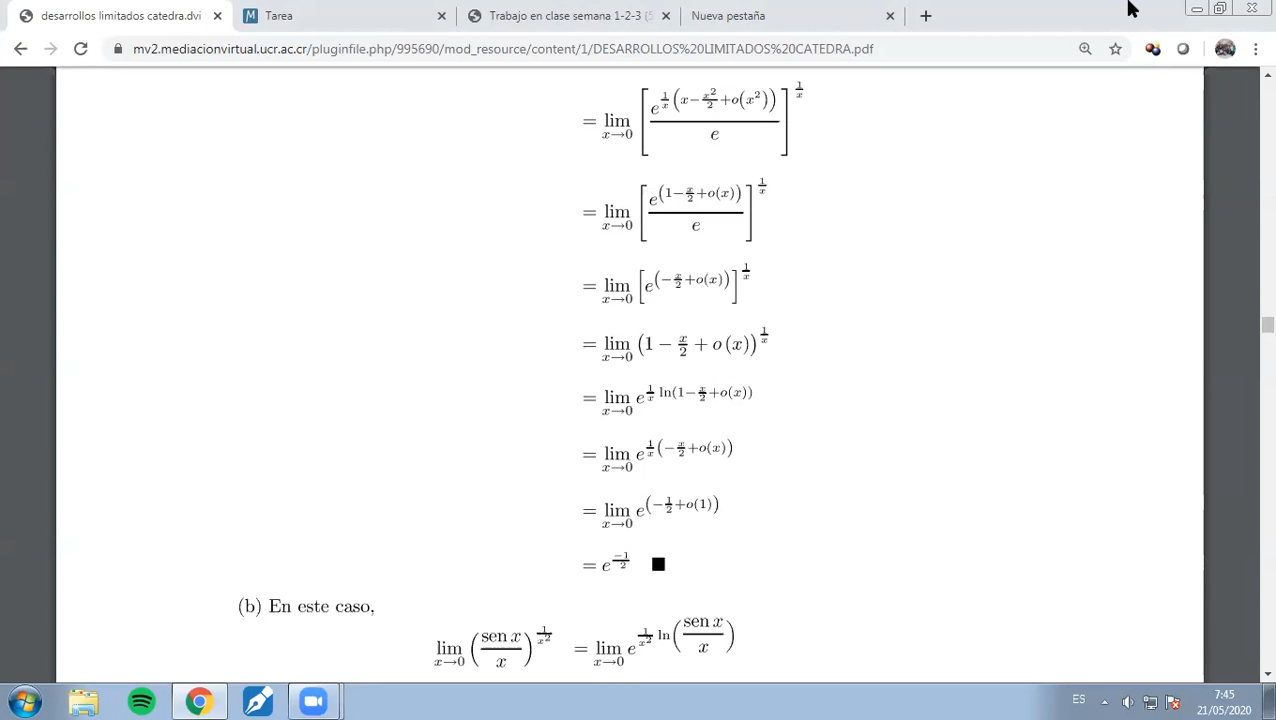 desarrollos limitados catedra.dvi
Tarea
Trabajo en clase semana 1-2-3 (5
Nueva pestaña
mv2.mediacionvirtual.ucr.ac.cr/pluginfile.php/995690/mod_resource/content/1/DESARROLLOS%20LIMITADOS%20CATEDRA.pdf
= lim_{x→0} [ e^{1/x (x − x²/2 + o(x²))} / e ]^{1/x}
= lim_{x→0} [ e^{(1 − x/2 + o(x))} / e ]^{1/x}
= lim_{x→0} [ e^{(−x/2 + o(x))} ]^{1/x}
= lim_{x→0} (1 − x/2 + o (x))^{1/x}
= lim_{x→0} e^{1/x ln(1 − x/2 + o(x))}
= lim_{x→0} e^{1/x (−x/2 + o(x))}
= lim_{x→0} e^{(−1/2 + o(1))}
= e^{−1/2} ■
(b) En este caso,
lim_{x→0} (sen x / x)^{1/x²} = lim_{x→0} e^{1/x² ln(sen x / x)}
ES
7:45
21/05/2020